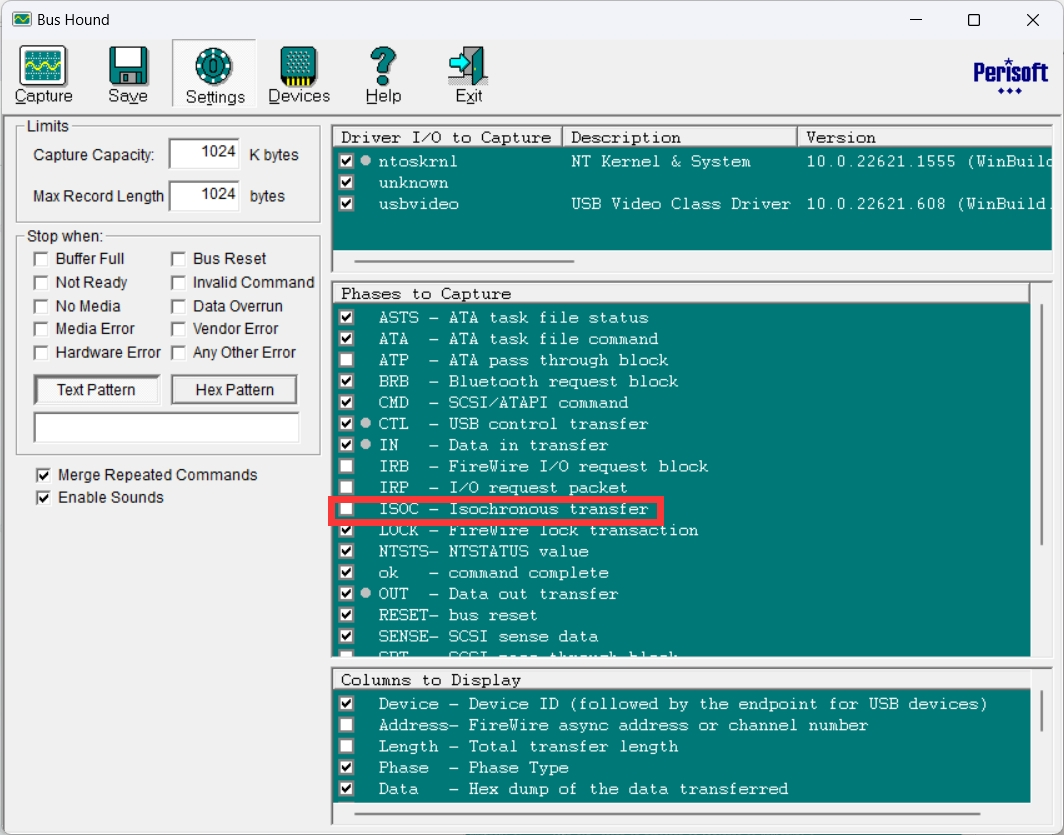 Bus Hound
Capture Save Settings Devices Help Exit
Perisoft
Limits
Capture Capacity: 1024 K bytes
Max Record Length 1024 bytes
Stop when:
Buffer Full Bus Reset
Not Ready Invalid Command
No Media Data Overrun
Media Error Vendor Error
Hardware Error Any Other Error
Text Pattern Hex Pattern
Merge Repeated Commands
Enable Sounds
Driver I/O to Capture Description Version
ntoskrnl NT Kernel & System 10.0.22621.1555 (WinBuild
unknown
usbvideo USB Video Class Driver 10.0.22621.608 (WinBuild.
Phases to Capture
ASTS - ATA task file status
ATA - ATA task file command
ATP - ATA pass through block
BRB - Bluetooth request block
CMD - SCSI/ATAPI command
CTL - USB control transfer
IN - Data in transfer
IRB - FireWire I/O request block
IRP - I/O request packet
ISOC - Isochronous transfer
LOCK - FireWire lock transaction
NTSTS- NTSTATUS value
ok - command complete
OUT - Data out transfer
RESET- bus reset
SENSE- SCSI sense data
SPT - SCSI pass through block
Columns to Display
Device - Device ID (followed by the endpoint for USB devices)
Address- FireWire async address or channel number
Length - Total transfer length
Phase - Phase Type
Data - Hex dump of the data transferred